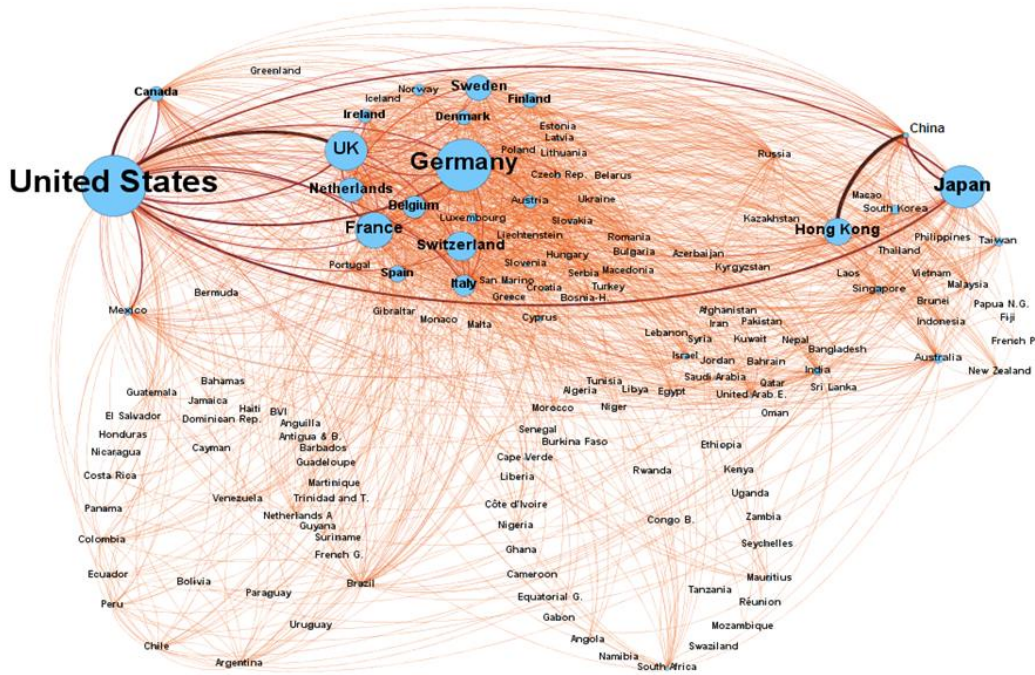 Greenland
Canada
Norway
Sweden
Iceland
Finland
Ireland
Denmark
Estonia
China
Latvia
UK
Poland
Lithuania
Russia
Germany
Czech Rep.
Belarus
United States
Netherlands
Japan
Belgium
Austria
Ukraine
Macao
South Korea
Luxembourg
Slovakia
Kazakhstan
France
Hong Kong
Liechtenstein
Romania
Philippines
Taiwan
Switzerland
Hungary
Bulgaria
Azerbaijan
Thailand
Portugal
Slovenia
Kyrgyzstan
Spain
Serbia
Macedonia
Laos
Vietnam
Italy
San Marino
Croatia
Turkey
Singapore
Malaysia
Bermuda
Greece
Bosnia-H.
Brunei
Papua N.G.
Mexico
Gibraltar
Monaco
Malta
Cyprus
Afghanistan
Iran
Pakistan
Indonesia
Fiji
Lebanon
Syria
Kuwait
Nepal
Bangladesh
French P
Israel
Jordan
Bahrain
Australia
India
New Zealand
Saudi Arabia
Bahamas
Tunisia
Qatar
Sri Lanka
Guatemala
Algeria
Libya
Egypt
United Arab E.
Jamaica
Haiti
BVI
Morocco
Niger
Oman
El Salvador
Dominican Rep.
Anguilla
Senegal
Honduras
Antigua & B.
Burkina Faso
Ethiopia
Nicaragua
Cayman
Barbados
Cape Verde
Guadeloupe
Rwanda
Kenya
Costa Rica
Martinique
Liberia
Uganda
Venezuela
Trinidad and T.
Panama
Côte d'Ivoire
Netherlands A
Guyana
Nigeria
Congo B.
Zambia
Colombia
Suriname
French G.
Ghana
Seychelles
Ecuador
Bolivia
Brazil
Cameroon
Mauritius
Paraguay
Equatorial G.
Tanzania
Réunion
Peru
Uruguay
Gabon
Mozambique
Chile
Angola
Swaziland
Argentina
Namibia
South Africa